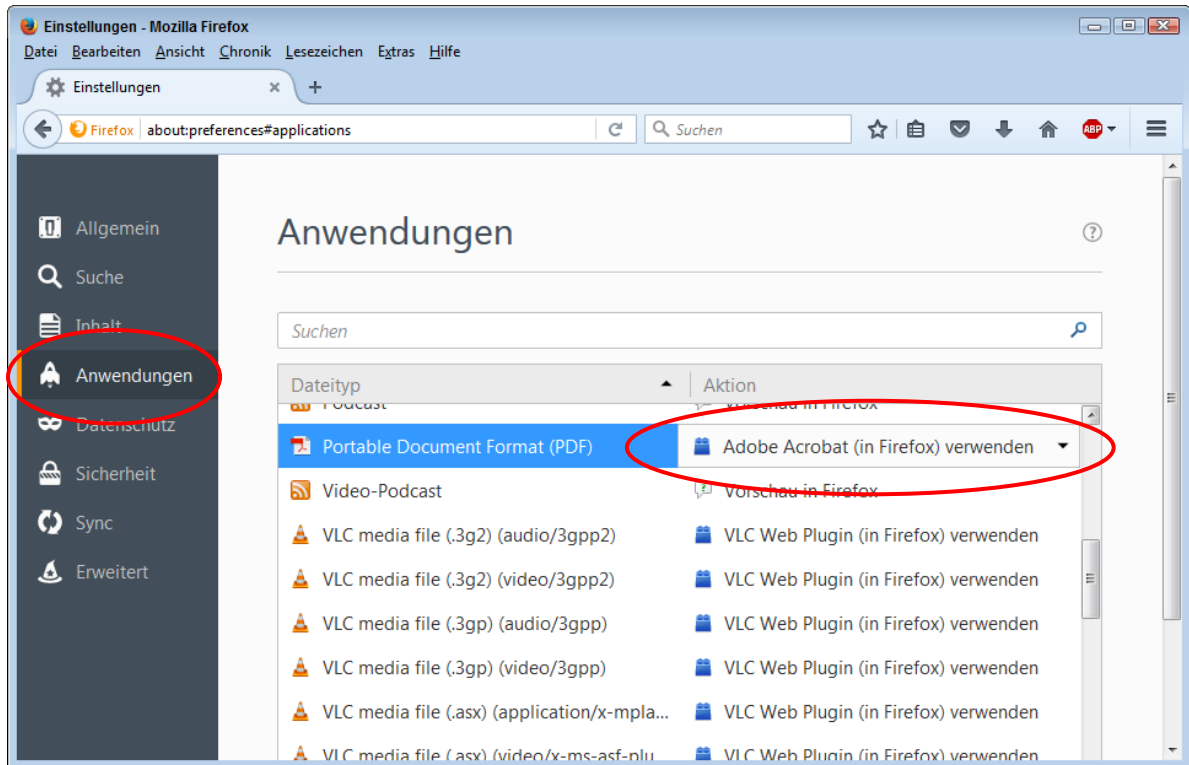 Einstellungen - Mozilla Firefox
Datei Bearbeiten Ansicht Chronik Lesezeichen Extras Hilfe
Einstellungen
Firefox about:preferences#applications Suchen ABP
Allgemein
Suche
Inhalt
Anwendungen
Datenschutz
Sicherheit
Sync
Erweitert
Anwendungen
Suchen
Dateityp Aktion
Podcast Vorschau in Firefox
Portable Document Format (PDF) Adobe Acrobat (in Firefox) verwenden
Video-Podcast Vorschau in Firefox
VLC media file (.3g2) (audio/3gpp2) VLC Web Plugin (in Firefox) verwenden
VLC media file (.3g2) (video/3gpp2) VLC Web Plugin (in Firefox) verwenden
VLC media file (.3gp) (audio/3gpp) VLC Web Plugin (in Firefox) verwenden
VLC media file (.3gp) (video/3gpp) VLC Web Plugin (in Firefox) verwenden
VLC media file (.asx) (application/x-mpla... VLC Web Plugin (in Firefox) verwenden
VLC media file (.asx) (video/x-ms-asf-plu... VLC Web Plugin (in Firefox) verwenden